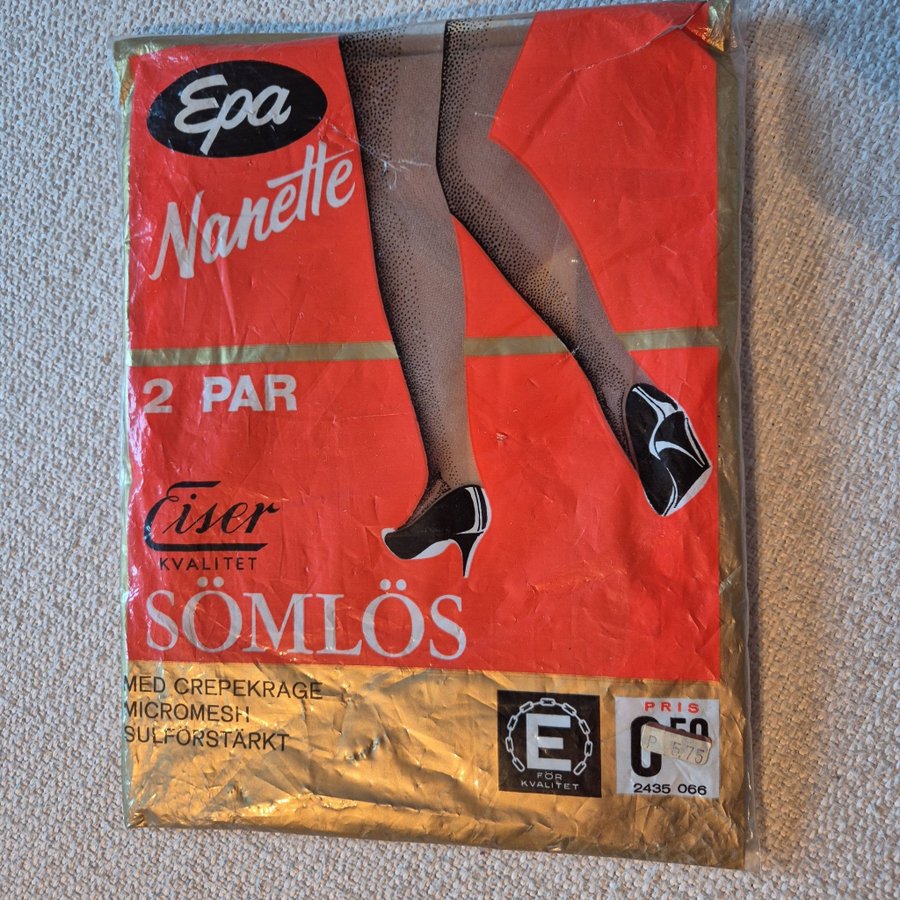 Epa
Nanette
2 PAR
Eiser
KVALITET
SÖMLÖS
MED CREPEKRAGE
MICROMESH
SULFÖRSTÄRKT
E
FÖR
KVALITET
PRIS
2435 066